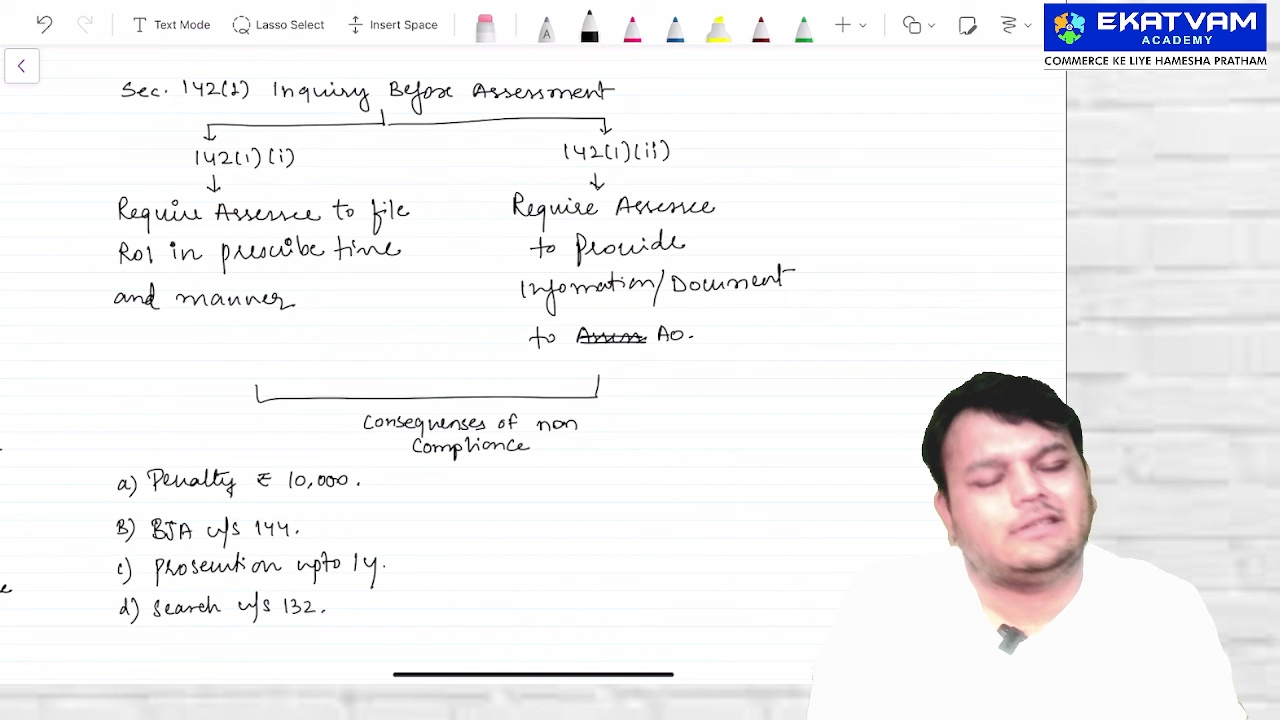 Text Mode Lasso Select Insert Space
EKATVAM
ACADEMY
COMMERCE KE LIYE HAMESHA PRATHAM
Sec. 142(1) Inquiry Before Assessment
142(1)(i) 142(1)(ii)
Require Assessee to file
ROI in prescribe time
and manner
Require Assessee
to Provide
Infomation/Document
to AO.
Consequenses of non
Compliance
a) Penalty ₹ 10,000.
B) BJA u/s 144.
c) Prosecution upto 1y.
d) Search u/s 132.